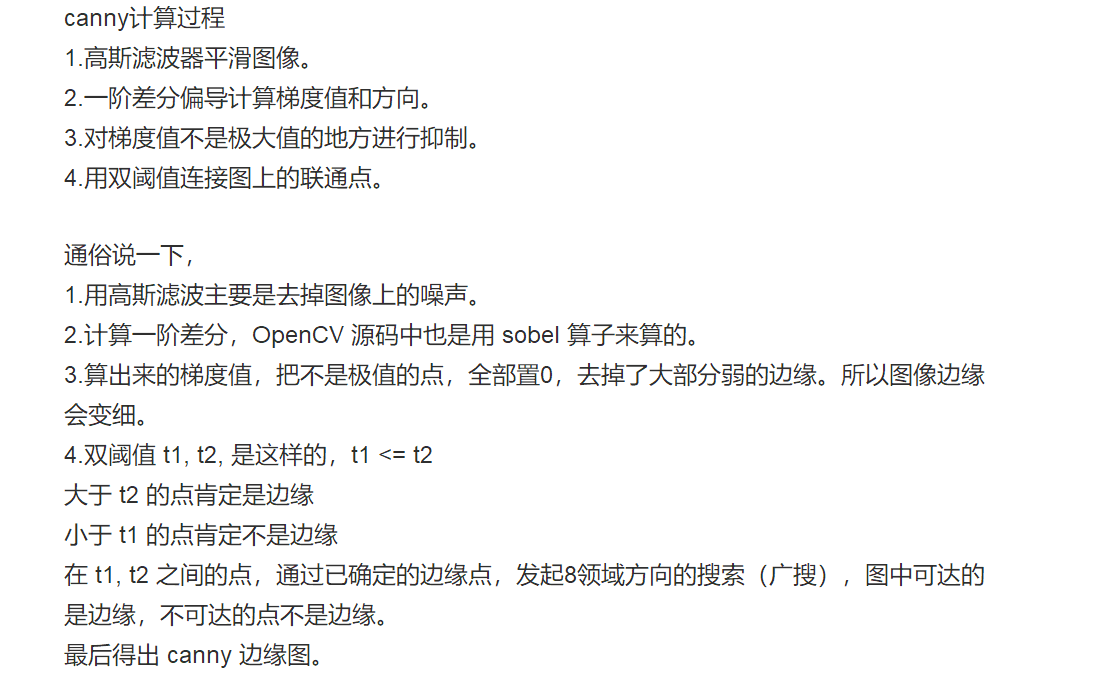 canny计算过程
1.高斯滤波器平滑图像。
2.一阶差分偏导计算梯度值和方向。
3.对梯度值不是极大值的地方进行抑制。
4.用双阈值连接图上的联通点。
通俗说一下，
1.用高斯滤波主要是去掉图像上的噪声。
2.计算一阶差分，OpenCV 源码中也是用 sobel 算子来算的。
3.算出来的梯度值，把不是极值的点，全部置0，去掉了大部分弱的边缘。所以图像边缘
会变细。
4.双阈值 t1, t2, 是这样的，t1 <= t2
大于 t2 的点肯定是边缘
小于 t1 的点肯定不是边缘
在 t1, t2 之间的点，通过已确定的边缘点，发起8领域方向的搜索（广搜），图中可达的
是边缘，不可达的点不是边缘。
最后得出 canny 边缘图。